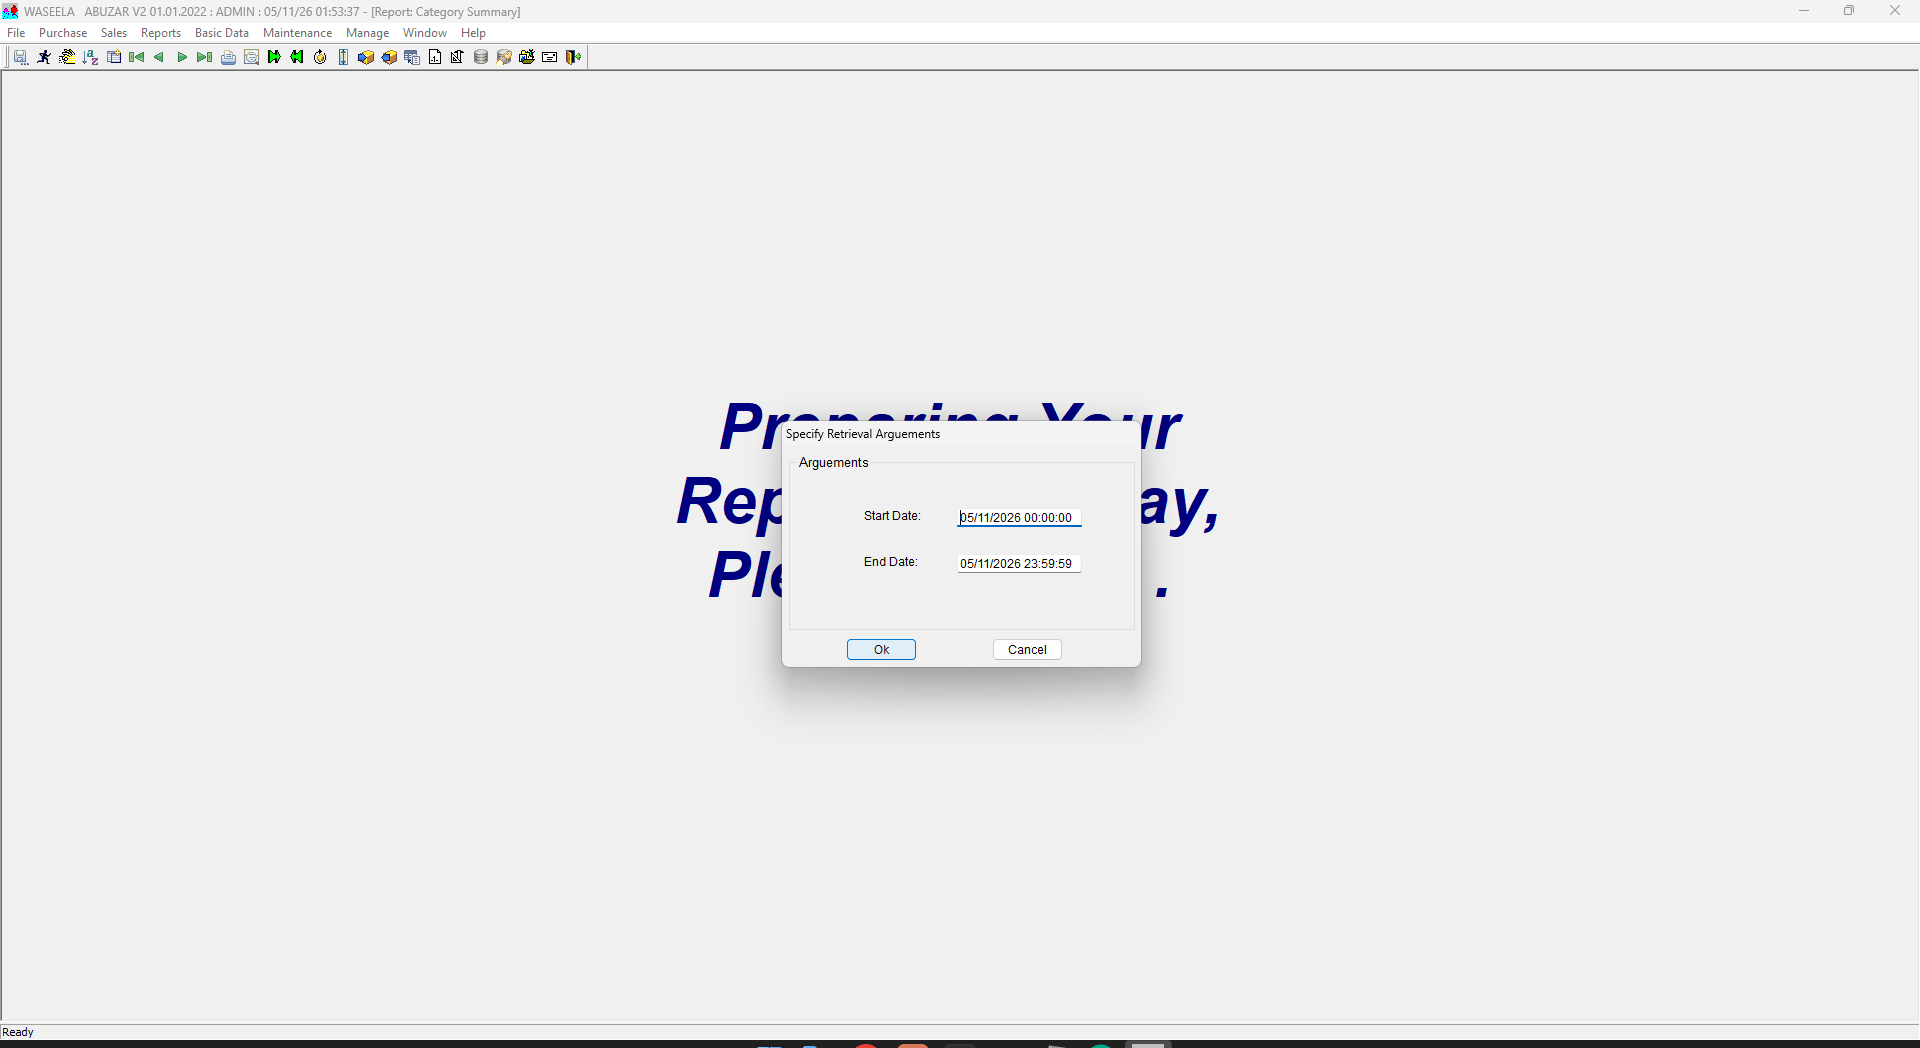 WASEELA ABUZAR V2 01.01.2022 : ADMIN : 05/11/26 01:53:37 - [Report: Category Summary]
File Purchase Sales Reports Basic Data Maintenance Manage Window Help
Specify Retrieval Arguements
Arguements
Start Date: 05/11/2026 00:00:00
End Date: 05/11/2026 23:59:59
Ok Cancel
Ready